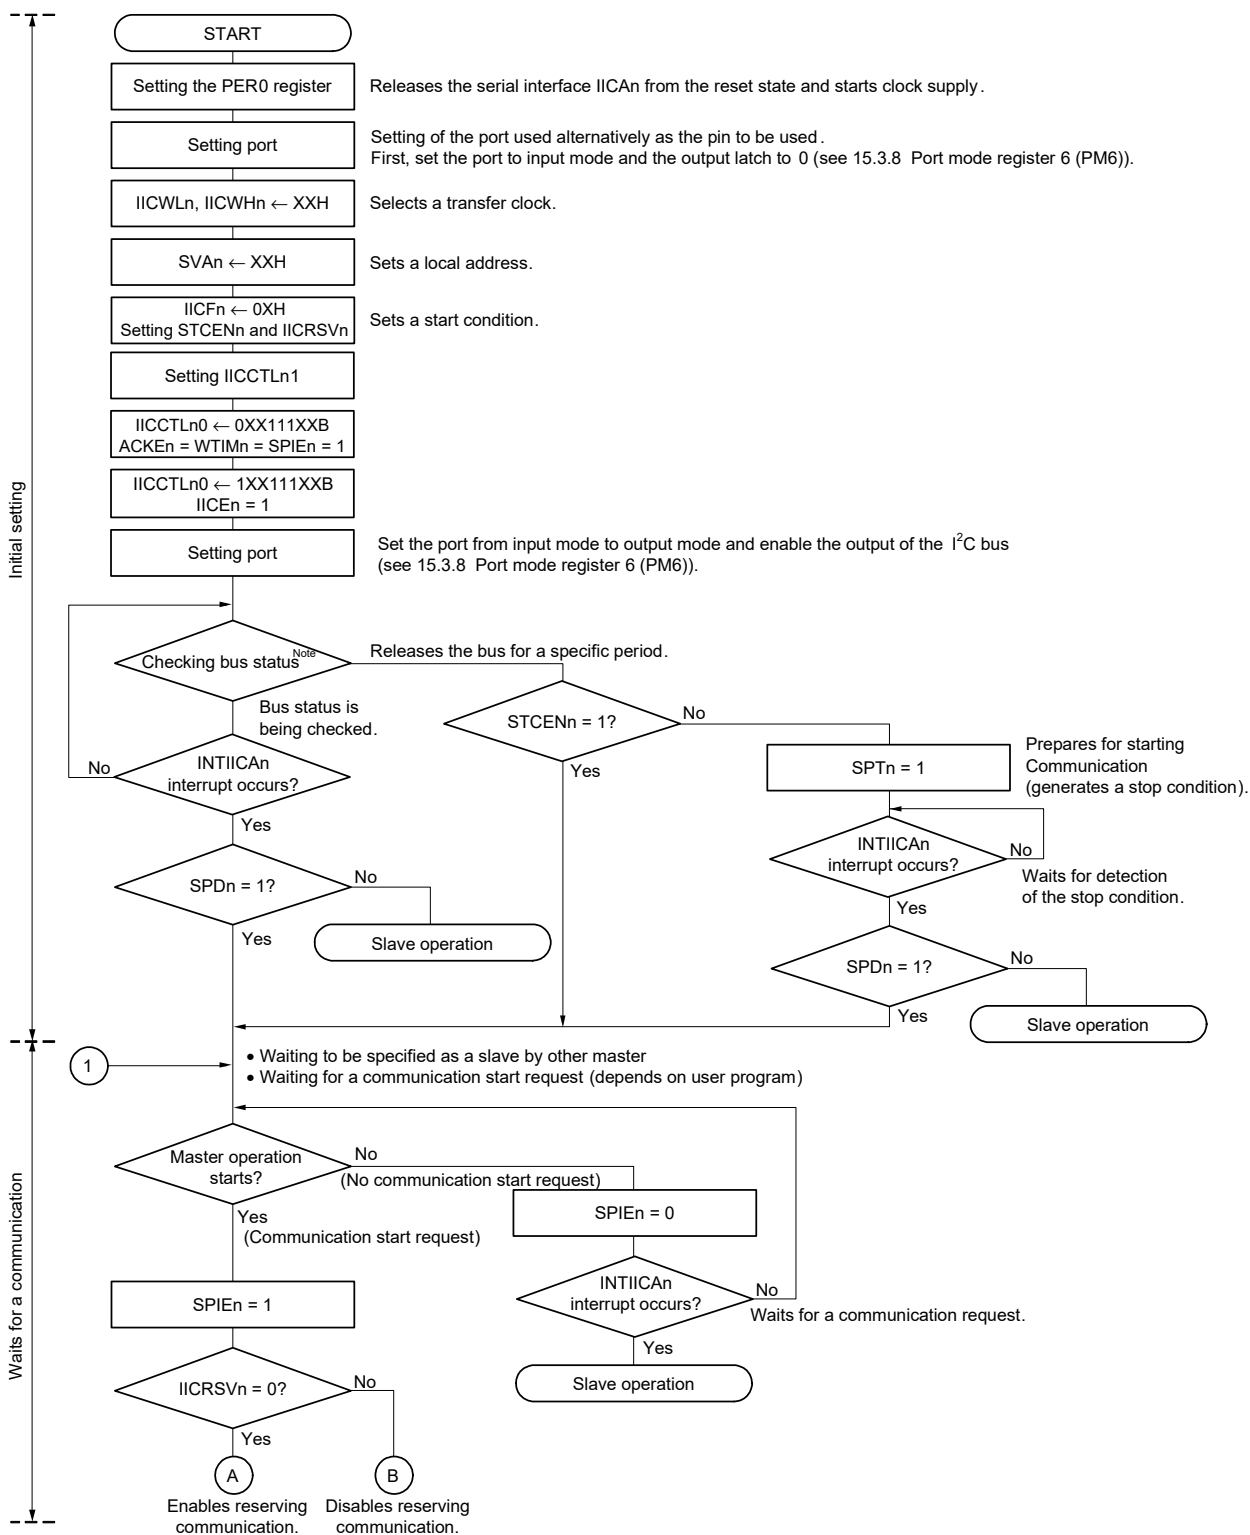 START
Setting the PER0 register
Releases the serial interface IICAn from the reset state and starts clock supply.
Setting port
Setting of the port used alternatively as the pin to be used.
First, set the port to input mode and the output latch to 0 (see 15.3.8 Port mode register 6 (PM6)).
IICWLn, IICWHn ← XXH
Selects a transfer clock.
SVAn ← XXH
Sets a local address.
IICFn ← 0XH
Setting STCENn and IICRSVn
Sets a start condition.
Setting IICCTLn1
IICCTLn0 ← 0XX111XXB
ACKEn = WTIMn = SPIEn = 1
IICCTLn0 ← 1XX111XXB
IICEn = 1
Setting port
Set the port from input mode to output mode and enable the output of the I²C bus
(see 15.3.8 Port mode register 6 (PM6)).
Initial setting
Checking bus status Note
Releases the bus for a specific period.
Bus status is
being checked.
STCENn = 1?
No
Yes
SPTn = 1
Prepares for starting
Communication
(generates a stop condition).
INTIICAn
interrupt occurs?
No
Yes
INTIICAn
interrupt occurs?
No
Waits for detection
of the stop condition.
Yes
SPDn = 1?
No
Yes
Slave operation
SPDn = 1?
No
Yes
Slave operation
1
• Waiting to be specified as a slave by other master
• Waiting for a communication start request (depends on user program)
Waits for a communication
Master operation
starts?
No
(No communication start request)
Yes
(Communication start request)
SPIEn = 0
INTIICAn
interrupt occurs?
No
Waits for a communication request.
Yes
Slave operation
SPIEn = 1
IICRSVn = 0?
No
Yes
A
B
Enables reserving
communication.
Disables reserving
communication.